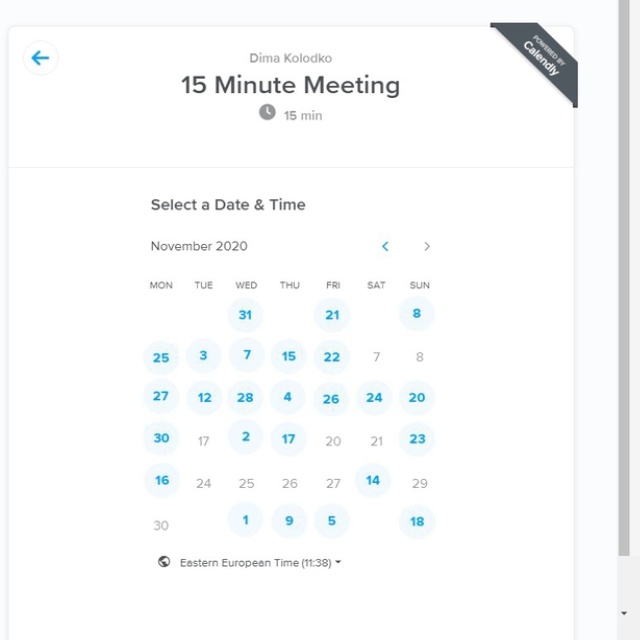 POWERED BY
Calendly
Dima Kolodko
15 Minute Meeting
15 min
Select a Date & Time
November 2020
MON TUE WED THU FRI SAT SUN
31 21 8
25 3 7 15 22 7 8
27 12 28 4 26 24 20
30 17 2 17 20 21 23
16 24 25 26 27 14 29
30 1 9 5 18
Eastern European Time (11:38)